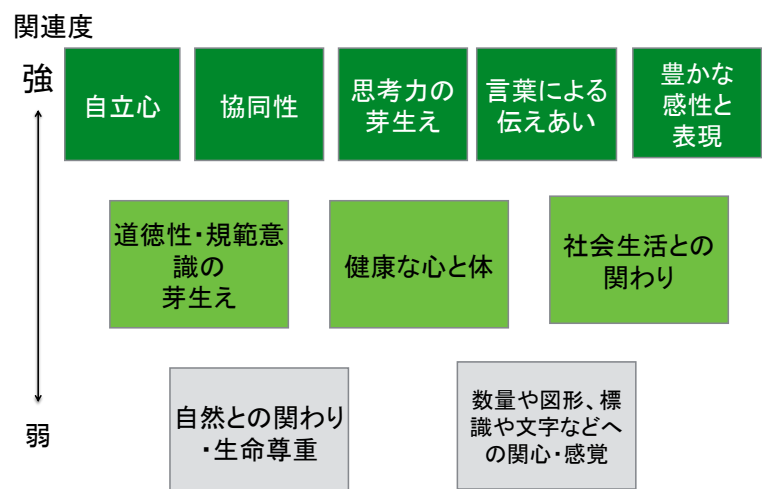 関連度
強
自立心
協同性
思考力の
芽生え
言葉による
伝えあい
豊かな
感性と
表現
道徳性・規範意
識の
芽生え
健康な心と体
社会生活との
関わり
弱
自然との関わり
・生命尊重
数量や図形、標
識や文字などへ
の関心・感覚